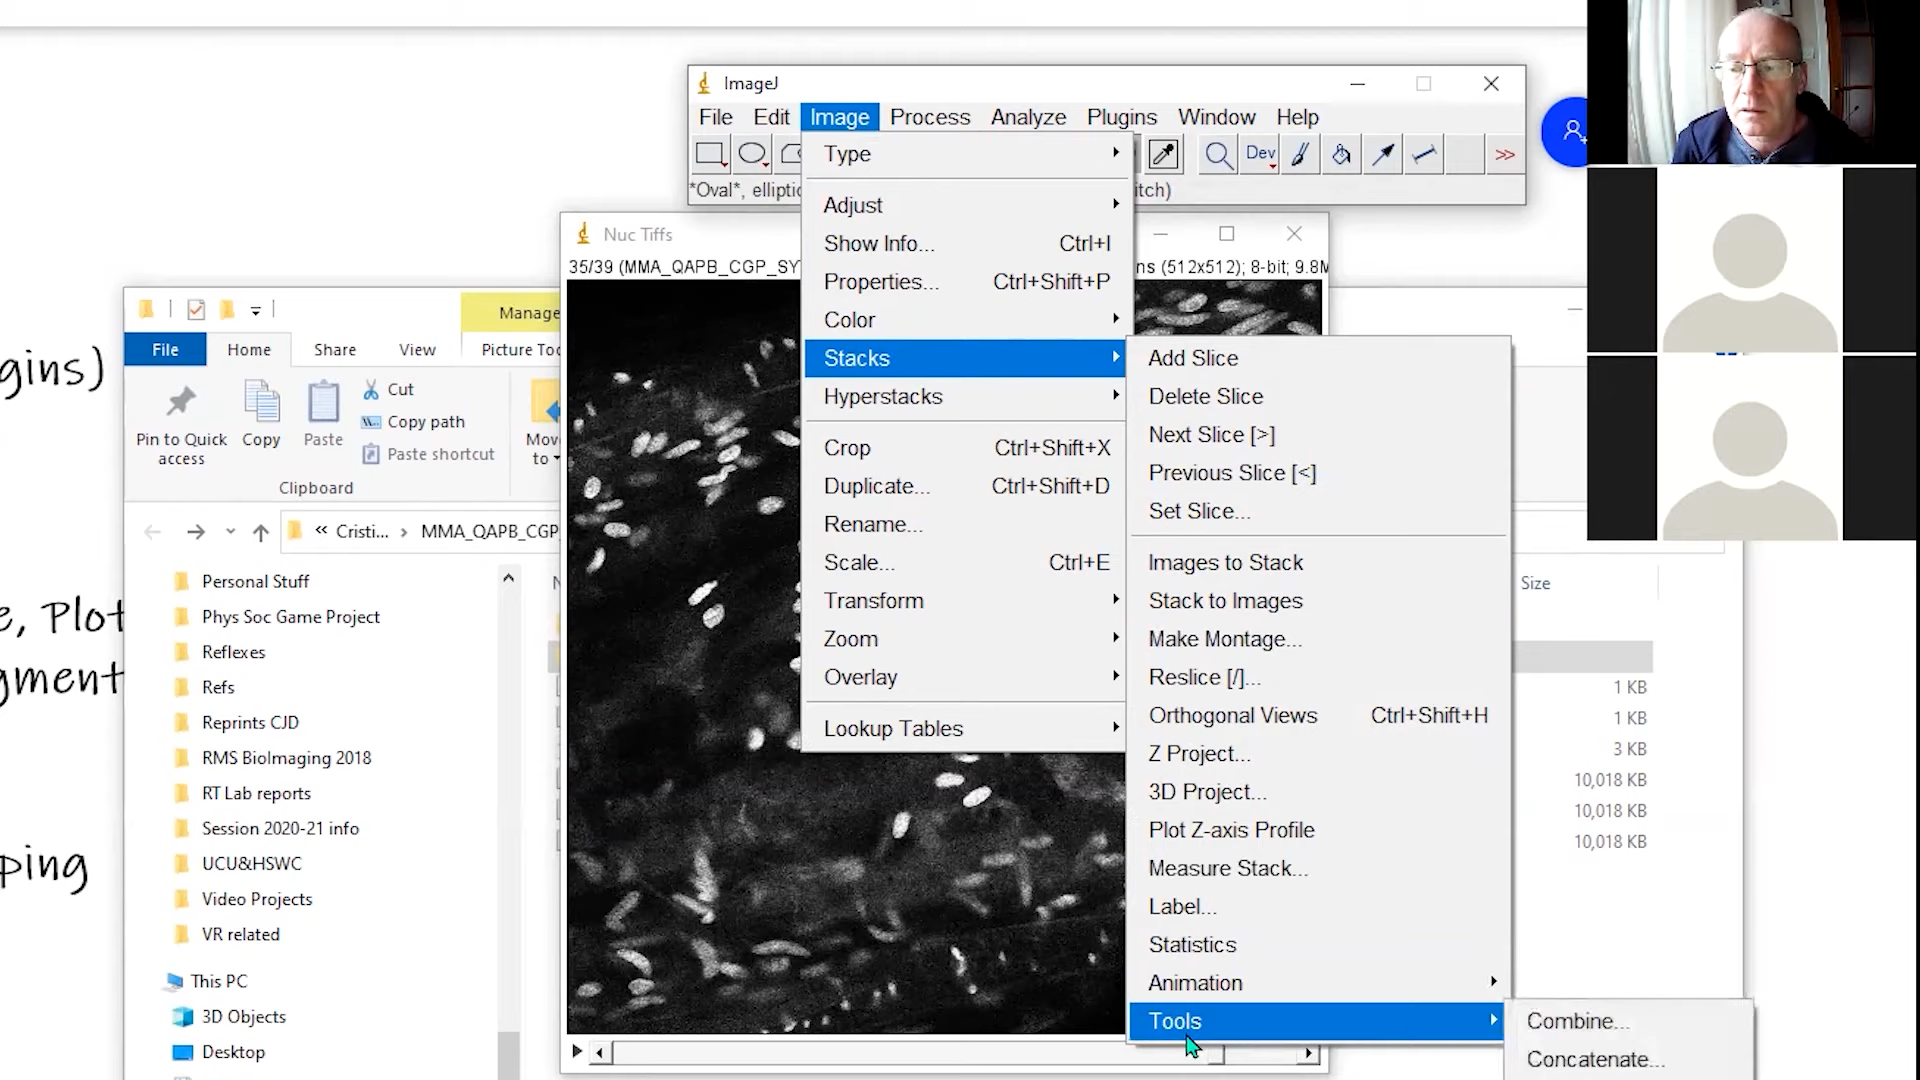 ImageJ
File Edit Image Process Analyze Plugins Window Help
Dev
>>
*Oval*, elliptic
itch)
Type
Adjust
Show Info... Ctrl+I
Properties... Ctrl+Shift+P
Color
Stacks
Hyperstacks
Crop Ctrl+Shift+X
Duplicate... Ctrl+Shift+D
Rename...
Scale... Ctrl+E
Transform
Zoom
Overlay
Lookup Tables
Add Slice
Delete Slice
Next Slice [>]
Previous Slice [<]
Set Slice...
Images to Stack
Stack to Images
Make Montage...
Reslice [/]...
Orthogonal Views Ctrl+Shift+H
Z Project...
3D Project...
Plot Z-axis Profile
Measure Stack...
Label...
Statistics
Animation
Tools
Combine...
Concatenate...
Nuc Tiffs
35/39 (MMA_QAPB_CGP_SY
ns (512x512); 8-bit; 9.8M
Manage
File Home Share View Picture Too
Pin to Quick
access
Copy
Paste
Cut
Copy path
Paste shortcut
Move
to
Clipboard
« Cristi... › MMA_QAPB_CGP_
Personal Stuff
Phys Soc Game Project
Reflexes
Refs
Reprints CJD
RMS BioImaging 2018
RT Lab reports
Session 2020-21 info
UCU&HSWC
Video Projects
VR related
This PC
3D Objects
Desktop
Size
1 KB
1 KB
3 KB
10,018 KB
10,018 KB
10,018 KB
gins)
e, Plot
gment
ping